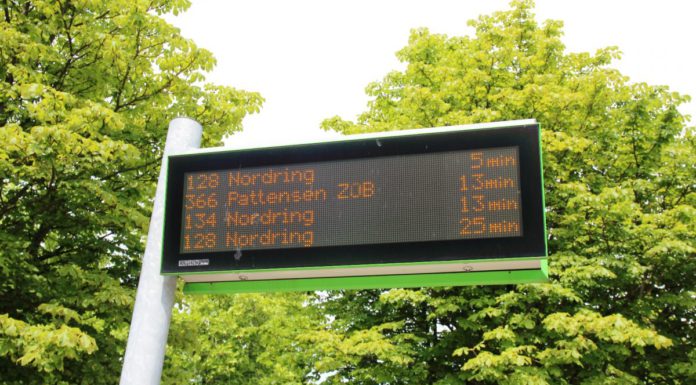 128 Nordring 5 min
366 Pattensen ZOB 13 min
134 Nordring 13 min
128 Nordring 25 min